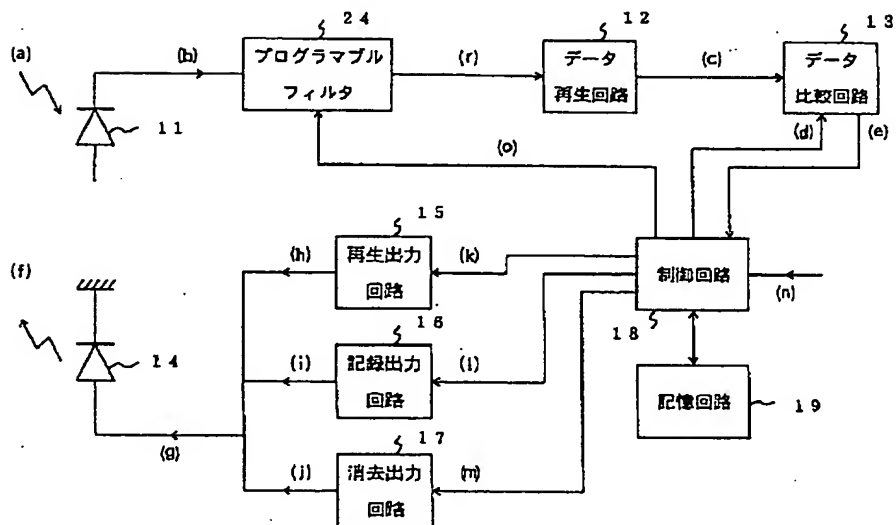 24
12
13
(a)
(b)
プログラマブル
フィルタ
(r)
データ
再生回路
(c)
データ
比較回路
11
(o)
(d)
(e)
15
(h)
再生出力
回路
(k)
(f)
制御回路
(n)
18
16
14
(i)
記録出力
回路
(l)
記憶回路
19
17
(g)
(j)
消去出力
回路
(m)